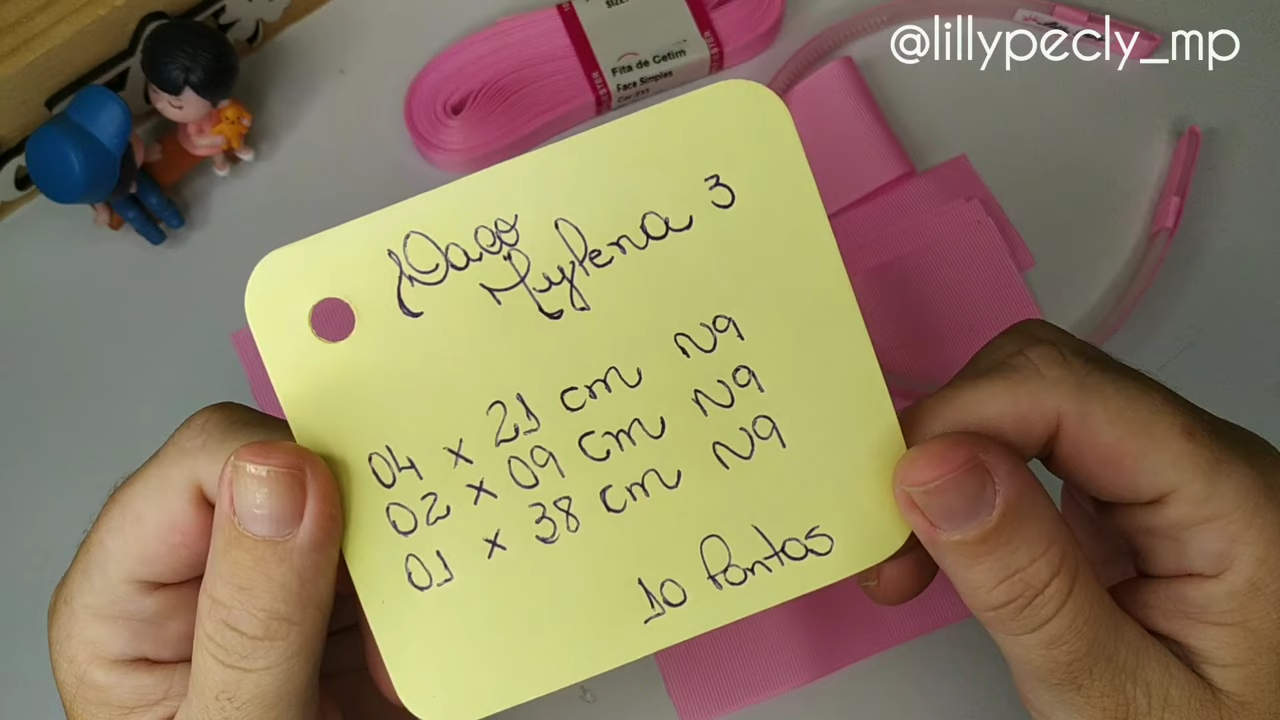 @lillypecly_mp
Fita de Cetim
Face Simples
Laço
Mylena 3
04 x 21 cm N9
02 x 09 cm N9
01 x 38 cm N9
10 Pontos